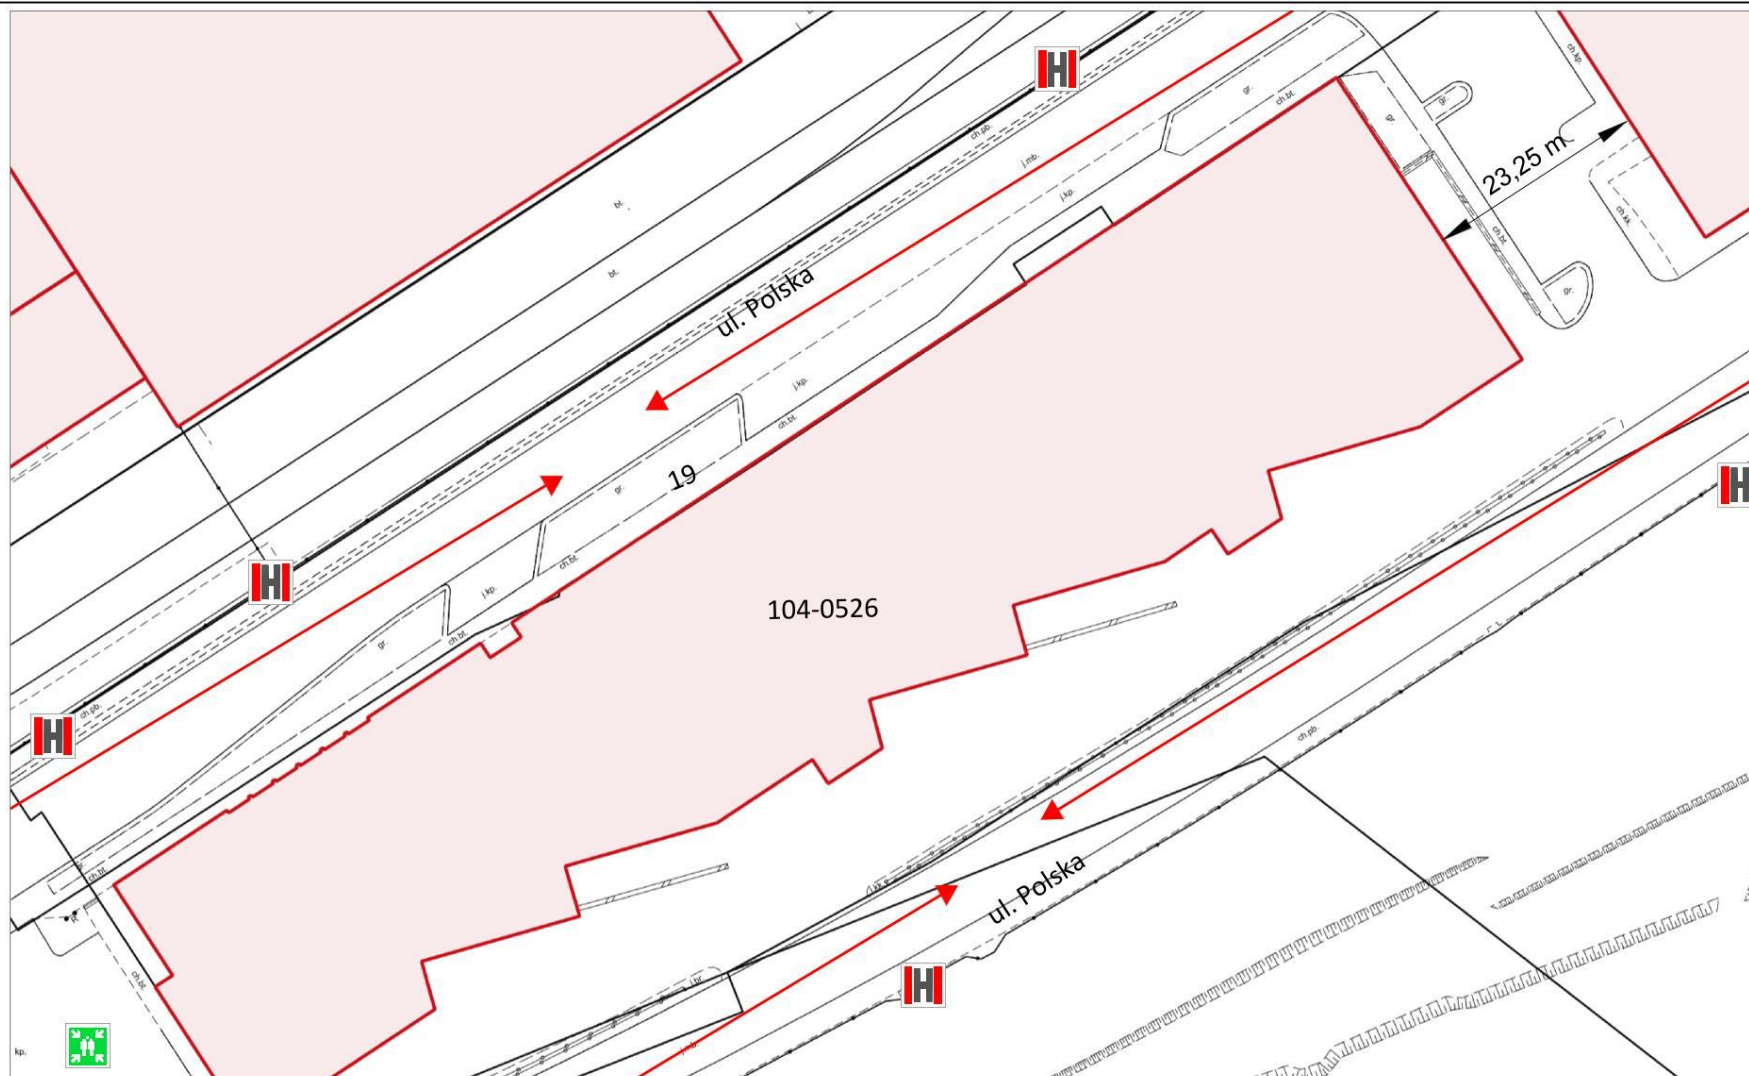 ch.kp.
gr.
ch.bt.
gr.
gr.
ch.pb.
j.mb.
23,25 m
j.kp.
bt.
ch.kk.
ch.bt.
bt.
gr.
ul. Polska
j.kp.
ch.bt.
H
19
gr.
H
ch.bt.
H
j.kp.
104-0526
ch.bt.
gr.
ch.pb.
H
ch.pb.
ch.bt.
ul. Polska
ch.bt.
H
kp.